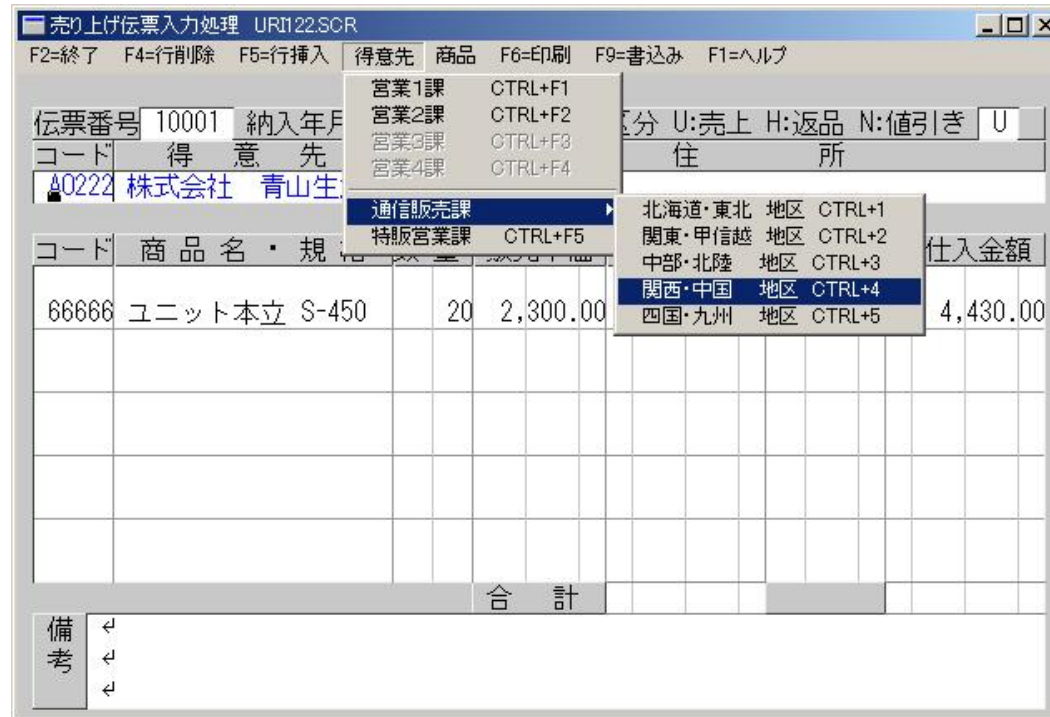 売り上げ伝票入力処理 URI122.SCR
F2=終了 F4=行削除 F5=行挿入 得意先 商品 F6=印刷 F9=書込み F1=ヘルプ
営業1課 CTRL+F1
営業2課 CTRL+F2
営業3課 CTRL+F3
営業4課 CTRL+F4
通信販売課
特販営業課 CTRL+F5
北海道・東北 地区 CTRL+1
関東・甲信越 地区 CTRL+2
中部・北陸 地区 CTRL+3
関西・中国 地区 CTRL+4
四国・九州 地区 CTRL+5
伝票番号 10001 納入年月 区分 U:売上 H:返品 N:値引き U
コード 得意先 住所
A0222 株式会社 青山生
コード 商品名・規格 数量 販売単価 仕入金額
66666 ユニット本立 S-450 20 2,300.00 4,430.00
合計
備考